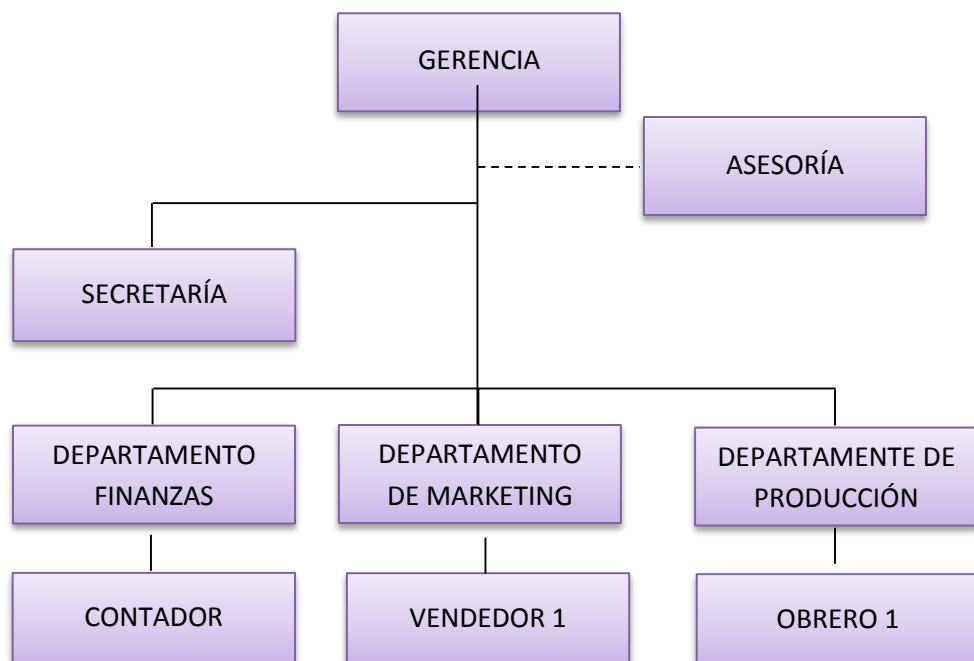 GERENCIA
ASESORÍA
SECRETARÍA
DEPARTAMENTO
FINANZAS
DEPARTAMENTO
DE MARKETING
DEPARTAMENTE DE
PRODUCCIÓN
CONTADOR
VENDEDOR 1
OBRERO 1